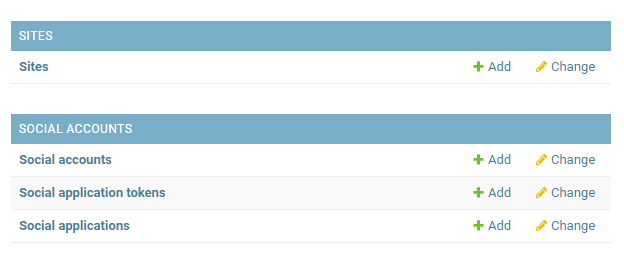 SITES
Sites Add Change
SOCIAL ACCOUNTS
Social accounts Add Change
Social application tokens Add Change
Social applications Add Change